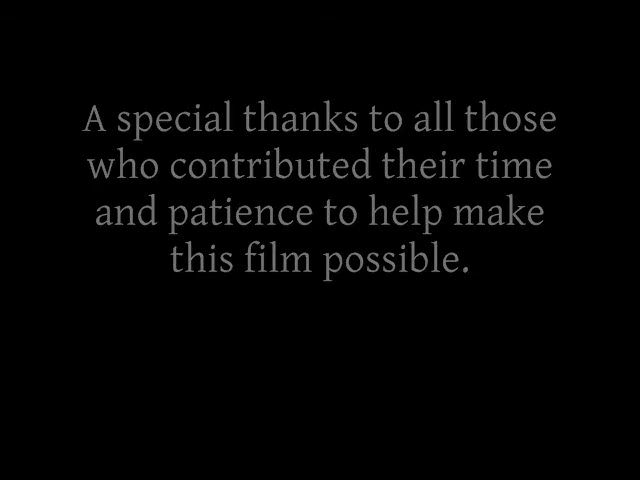 A special thanks to all those
who contributed their time
and patience to help make
this film possible.